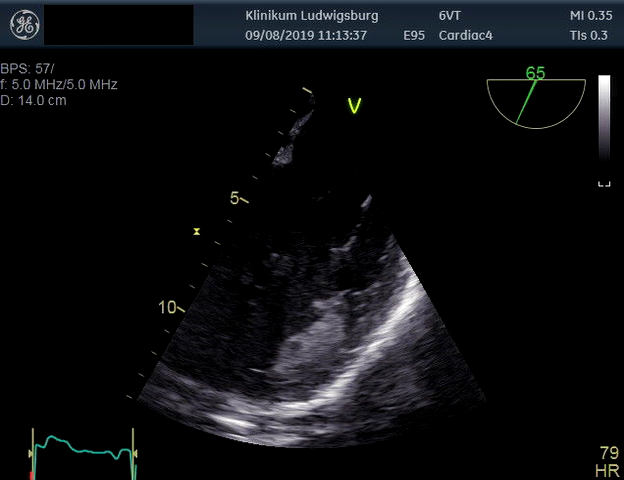 Klinikum Ludwigsburg
6VT
MI 0.35
09/08/2019 11:13:37
E95
Cardiac4
TIs 0.3
BPS: 57/
f: 5.0 MHz/5.0 MHz
D: 14.0 cm
V
65
5
10
79
HR